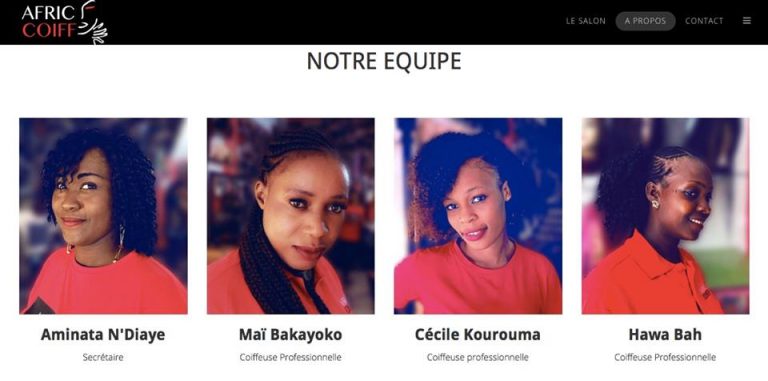 AFRIC
COIFF
LE SALON
A PROPOS
CONTACT
NOTRE EQUIPE
Aminata N'Diaye
Secrétaire
Maï Bakayoko
Coiffeuse Professionnelle
Cécile Kourouma
Coiffeuse professionnelle
Hawa Bah
Coiffeuse Professionnelle